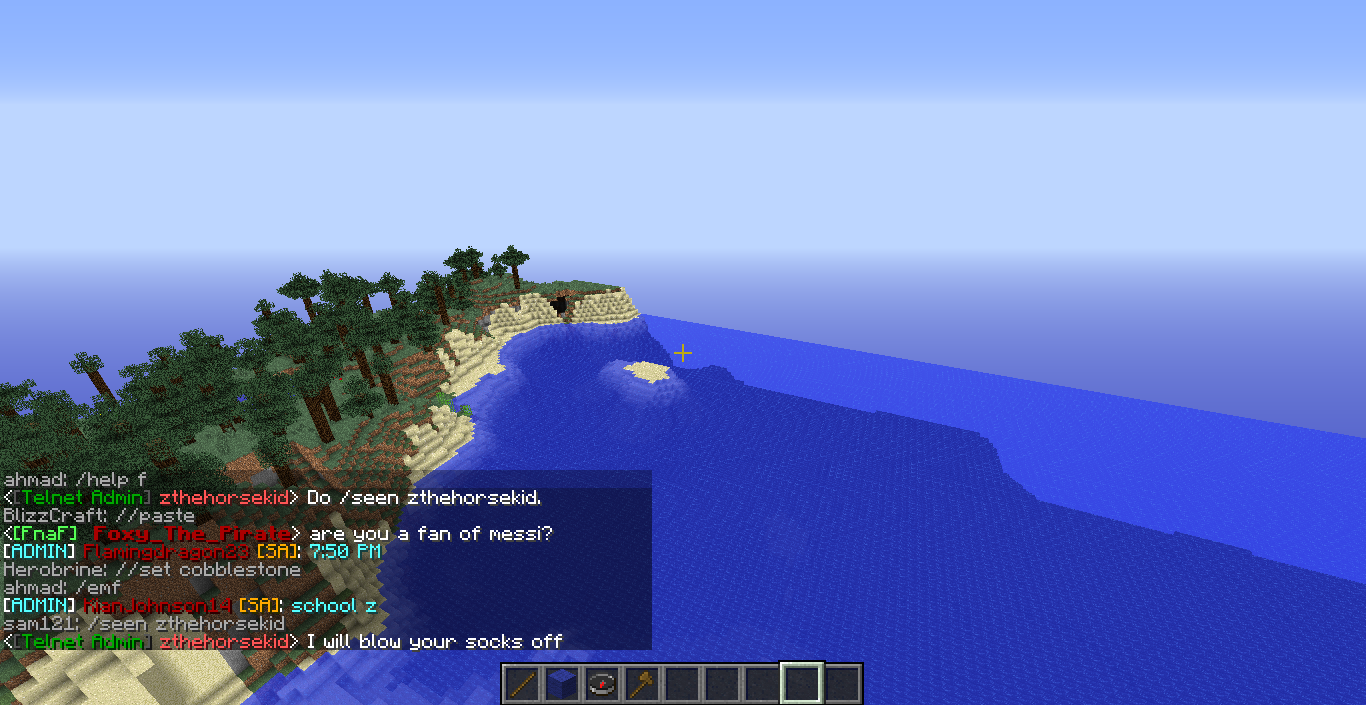 ahmad: /help f
<[Telnet Admin] zthehorsekid> Do /seen zthehorsekid.
BlizzCraft: //paste
<[FnaF] Foxy_The_Pirate> are you a fan of messi?
[ADMIN] Flamingdragon23 [SA]: 7:50 PM
Herobrine: //set cobblestone
ahmad: /emf
[ADMIN] KianJohnson14 [SA]: school z
sam121: /seen zthehorsekid
<[Telnet Admin] zthehorsekid> I will blow your socks off